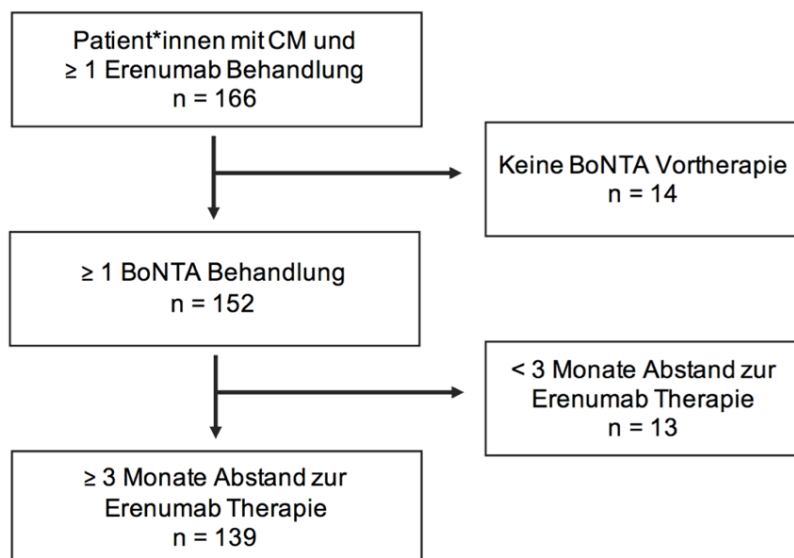 Patient*innen mit CM und
≥ 1 Erenumab Behandlung
n = 166
Keine BoNTA Vortherapie
n = 14
≥ 1 BoNTA Behandlung
n = 152
< 3 Monate Abstand zur
Erenumab Therapie
n = 13
≥ 3 Monate Abstand zur
Erenumab Therapie
n = 139